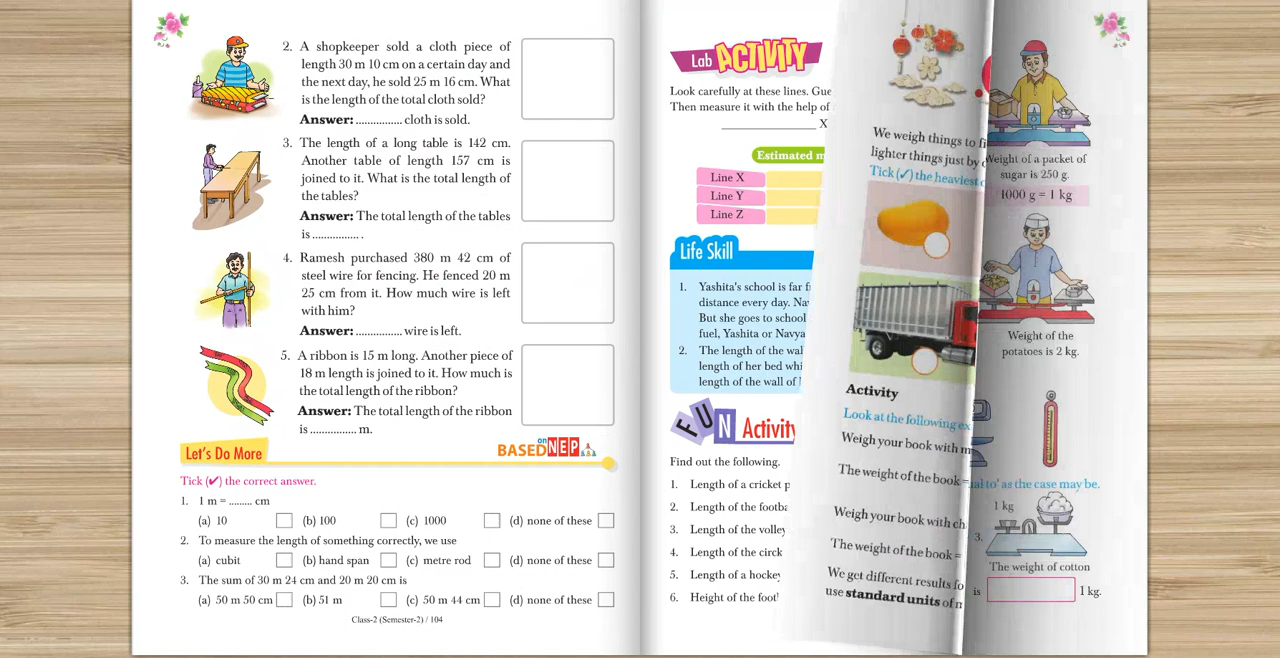 2. A shopkeeper sold a cloth piece of
length 30 m 10 cm on a certain day and
the next day, he sold 25 m 16 cm. What
is the length of the total cloth sold?
Answer: ................ cloth is sold.
3. The length of a long table is 142 cm.
Another table of length 157 cm is
joined to it. What is the total length of
the tables?
Answer: The total length of the tables
is ................ .
4. Ramesh purchased 380 m 42 cm of
steel wire for fencing. He fenced 20 m
25 cm from it. How much wire is left
with him?
Answer: ................ wire is left.
5. A ribbon is 15 m long. Another piece of
18 m length is joined to it. How much is
the total length of the ribbon?
Answer: The total length of the ribbon
is ................ m.
Let's Do More
BASED on NEP
Tick (✓) the correct answer.
1. 1 m = ......... cm
(a) 10 (b) 100 (c) 1000 (d) none of these
2. To measure the length of something correctly, we use
(a) cubit (b) hand span (c) metre rod (d) none of these
3. The sum of 30 m 24 cm and 20 m 20 cm is
(a) 50 m 50 cm (b) 51 m (c) 50 m 44 cm (d) none of these
Class-2 (Semester-2) / 104
Lab ACTIVITY
Look carefully at these lines. Gue
Then measure it with the help of
X
Estimated m
Line X
Line Y
Line Z
Life Skill
1. Yashita's school is far f
distance every day. Na
But she goes to school
fuel, Yashita or Navya
2. The length of the wal
length of her bed whi
length of the wall of
FUN Activity
Find out the following.
1. Length of a cricket p
2. Length of the footba
3. Length of the volley
4. Length of the circk
5. Length of a hockey
6. Height of the foot
We weigh things to fi
lighter things just by
Tick (✓) the heaviest
Activity
Look at the following ex
Weigh your book with m
The weight of the book =
Weigh your book with ch
The weight of the book =
We get different results fo
use standard units of m
Weight of a packet of
sugar is 250 g.
1000 g = 1 kg
Weight of the
potatoes is 2 kg.
al to' as the case may be.
1 kg
3.
The weight of cotton
is 1 kg.